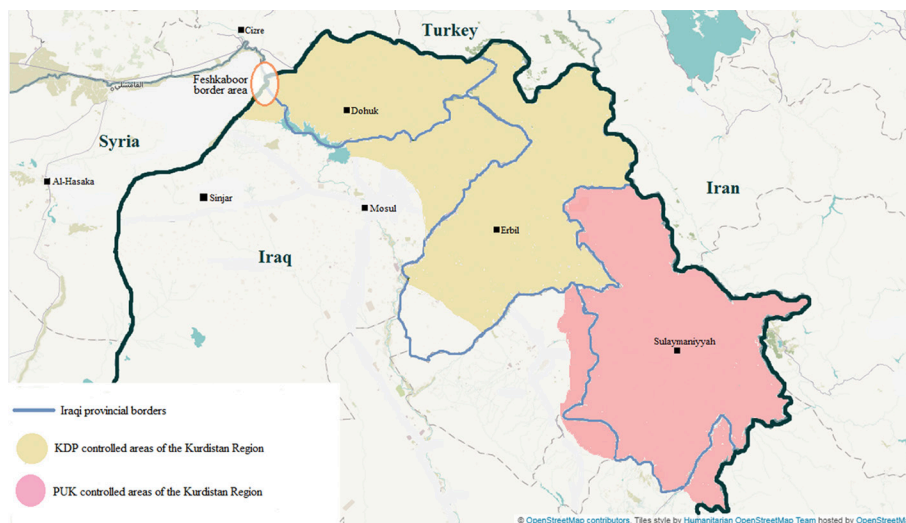 Turkey
Cizre
Feshkaboor
border area
القامشلي
Dohuk
Syria
Al-Hasaka
Sinjar
Mosul
Iran
Erbil
Iraq
Sulaymaniyyah
Iraqi provincial borders
KDP controlled areas of the Kurdistan Region
PUK controlled areas of the Kurdistan Region
© OpenStreetMap contributors. Tiles style by Humanitarian OpenStreetMap Team hosted by OpenStreetMa